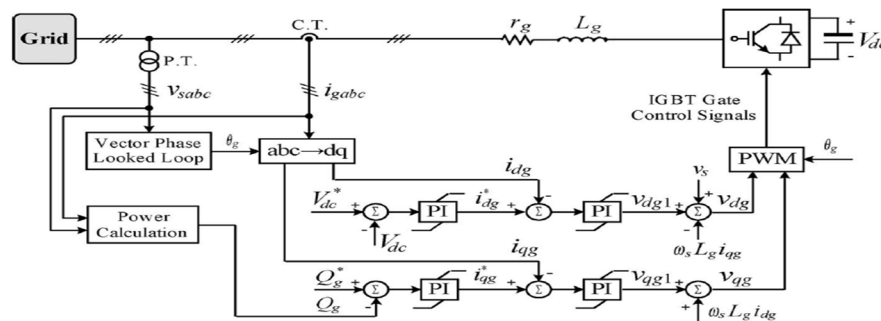 Grid
C.T.
r_g
L_g
V_dc
P.T.
v_sabc
i_gabc
IGBT Gate
Control Signals
Vector Phase
Looked Loop
θ_g
abc→dq
PWM
θ_g
i_dg
v_s
V_dc^*
+
Σ
-
PI
i_dg^*
+
Σ
-
PI
v_dg1
+
Σ
+
-
v_dg
V_dc
ω_s L_g i_qg
Power
Calculation
i_qg
Q_g^*
+
Σ
-
PI
i_qg^*
+
Σ
-
PI
v_qg1
+
Σ
+
v_qg
Q_g
ω_s L_g i_dg
+
-